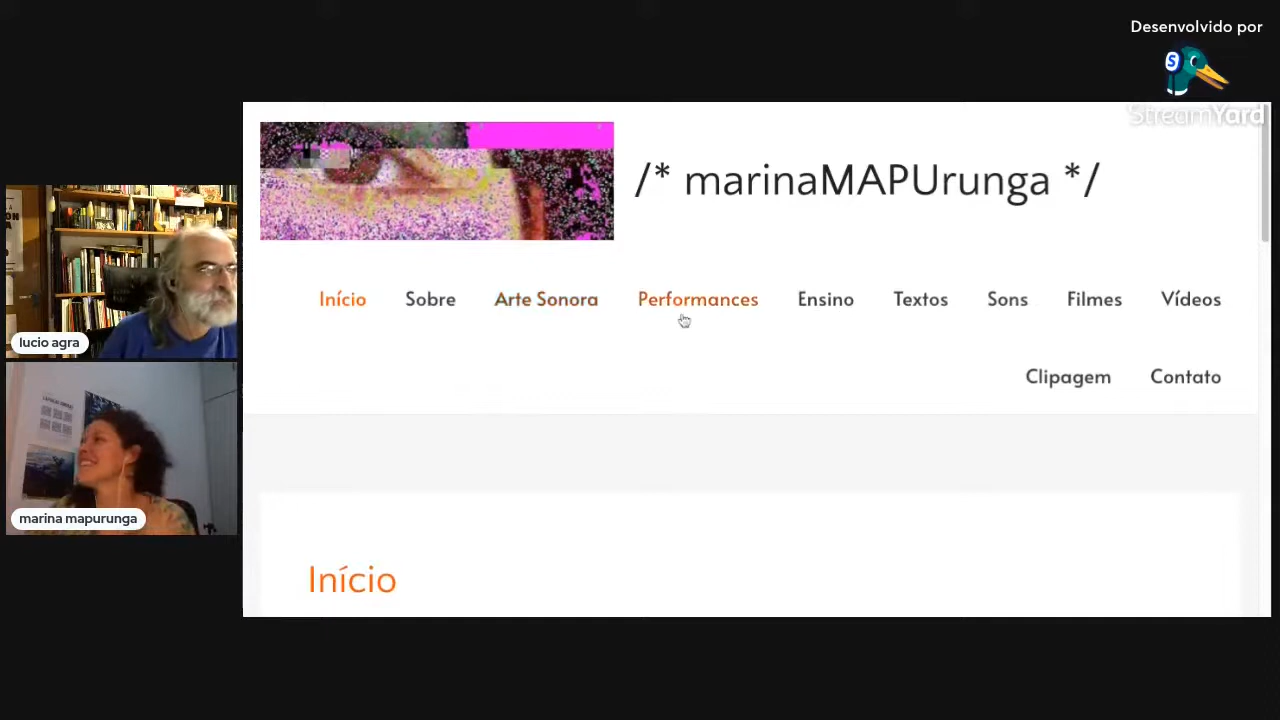 Desenvolvido por
S
StreamYard
/* marinaMAPUrunga */
Início
Sobre
Arte Sonora
Performances
Ensino
Textos
Sons
Filmes
Vídeos
Clipagem
Contato
lucio agra
marina mapurunga
Início